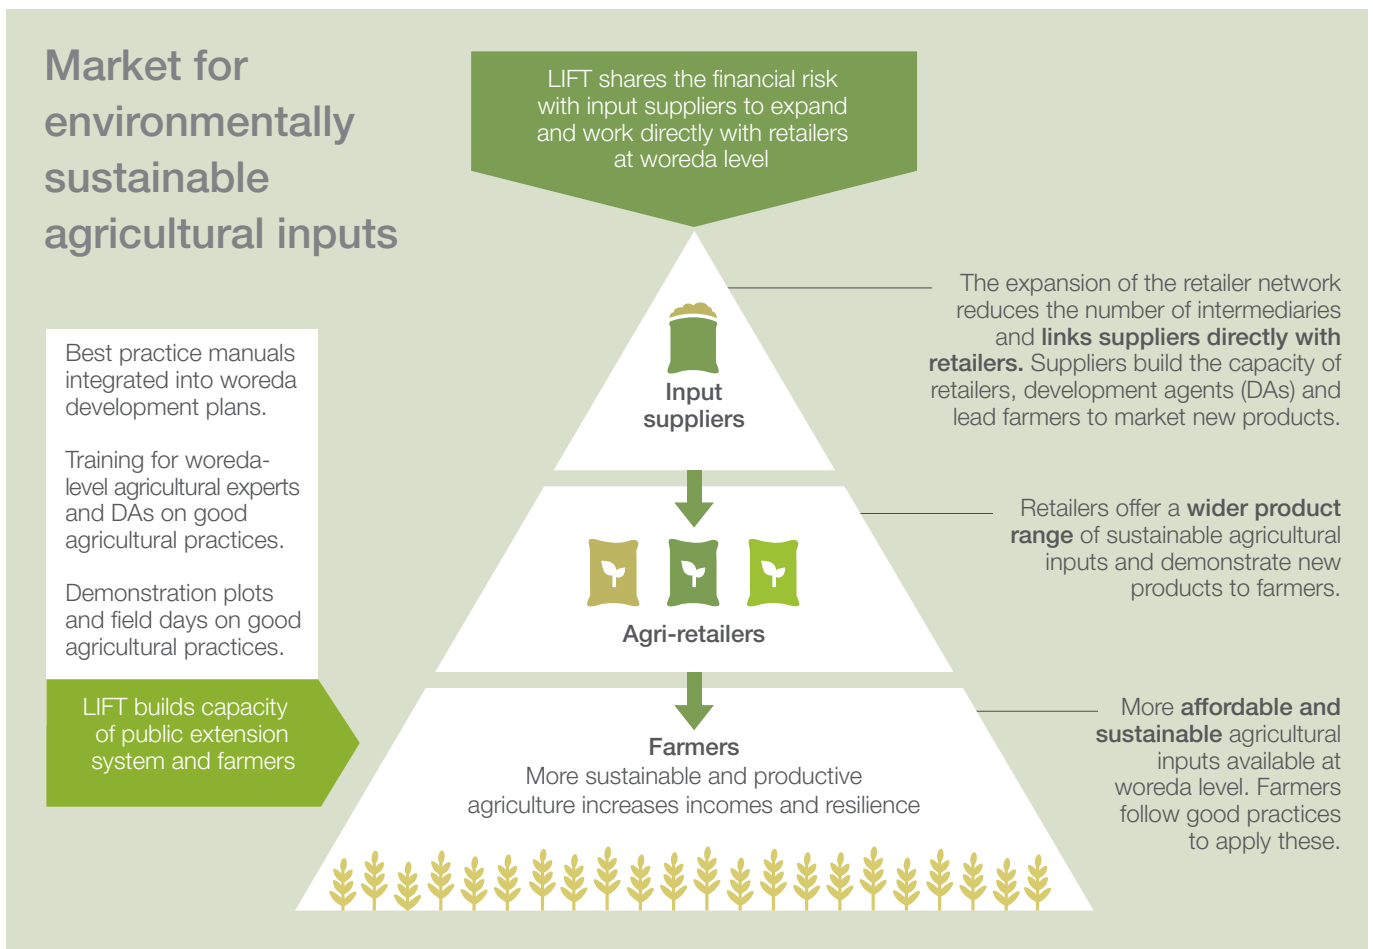 Market for
environmentally
sustainable
agricultural inputs
LIFT shares the financial risk
with input suppliers to expand
and work directly with retailers
at woreda level
Input
suppliers
The expansion of the retailer network
reduces the number of intermediaries
and links suppliers directly with
retailers. Suppliers build the capacity of
retailers, development agents (DAs) and
lead farmers to market new products.
Best practice manuals
integrated into woreda
development plans.
Training for woreda-
level agricultural experts
and DAs on good
agricultural practices.
Demonstration plots
and field days on good
agricultural practices.
LIFT builds capacity
of public extension
system and farmers
Agri-retailers
Retailers offer a wider product
range of sustainable agricultural
inputs and demonstrate new
products to farmers.
Farmers
More sustainable and productive
agriculture increases incomes and resilience
More affordable and
sustainable agricultural
inputs available at
woreda level. Farmers
follow good practices
to apply these.